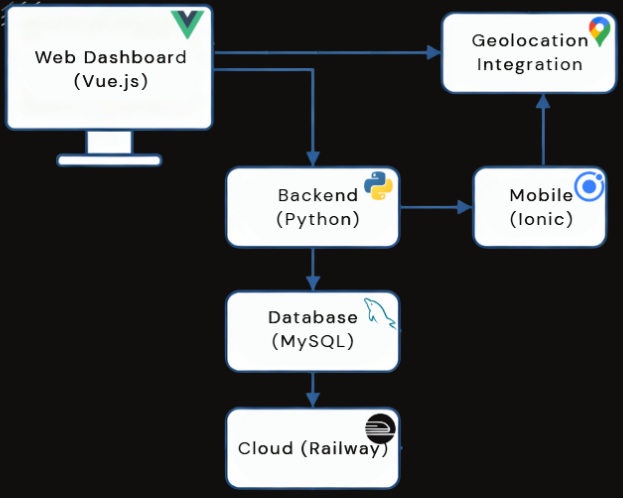 Web Dashboard
(Vue.js)
Geolocation
Integration
Backend
(Python)
Mobile
(Ionic)
Database
(MySQL)
Cloud (Railway)